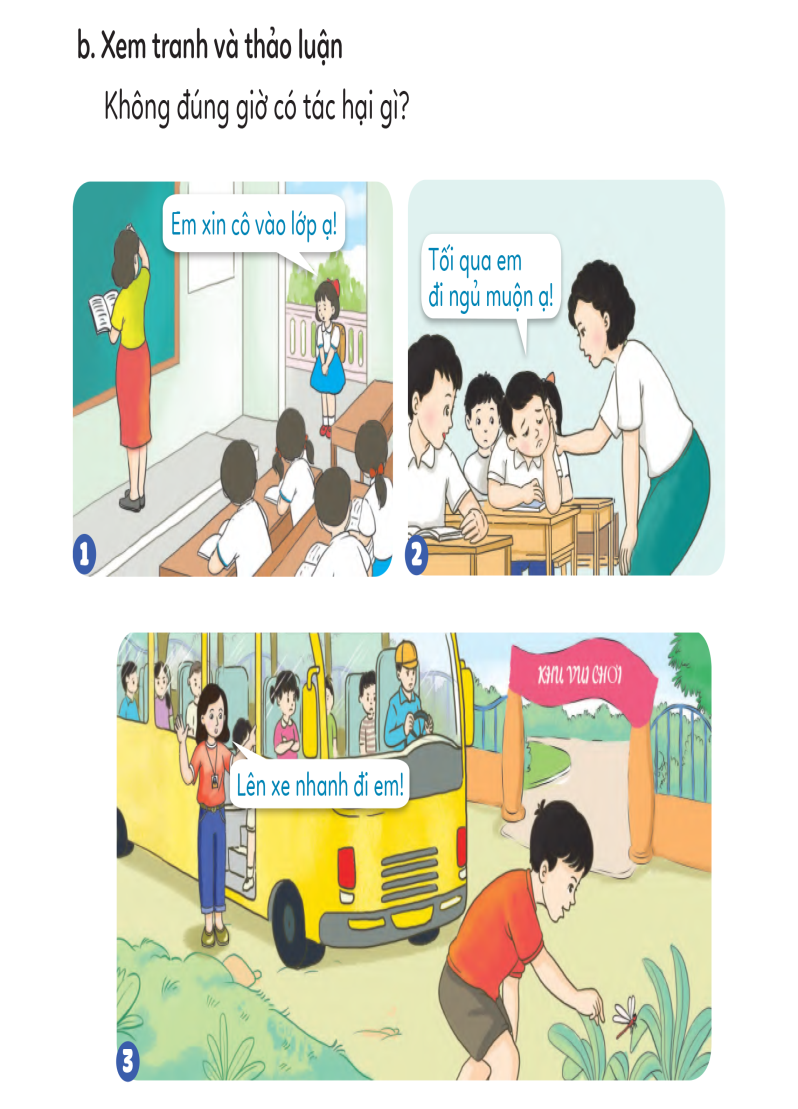 b. Xem tranh và thảo luận
Không đúng giờ có tác hại gì?
Em xin cô vào lớp ạ!
Tối qua em
đi ngủ muộn ạ!
1
2
KHU VUI CHƠI
Lên xe nhanh đi em!
3